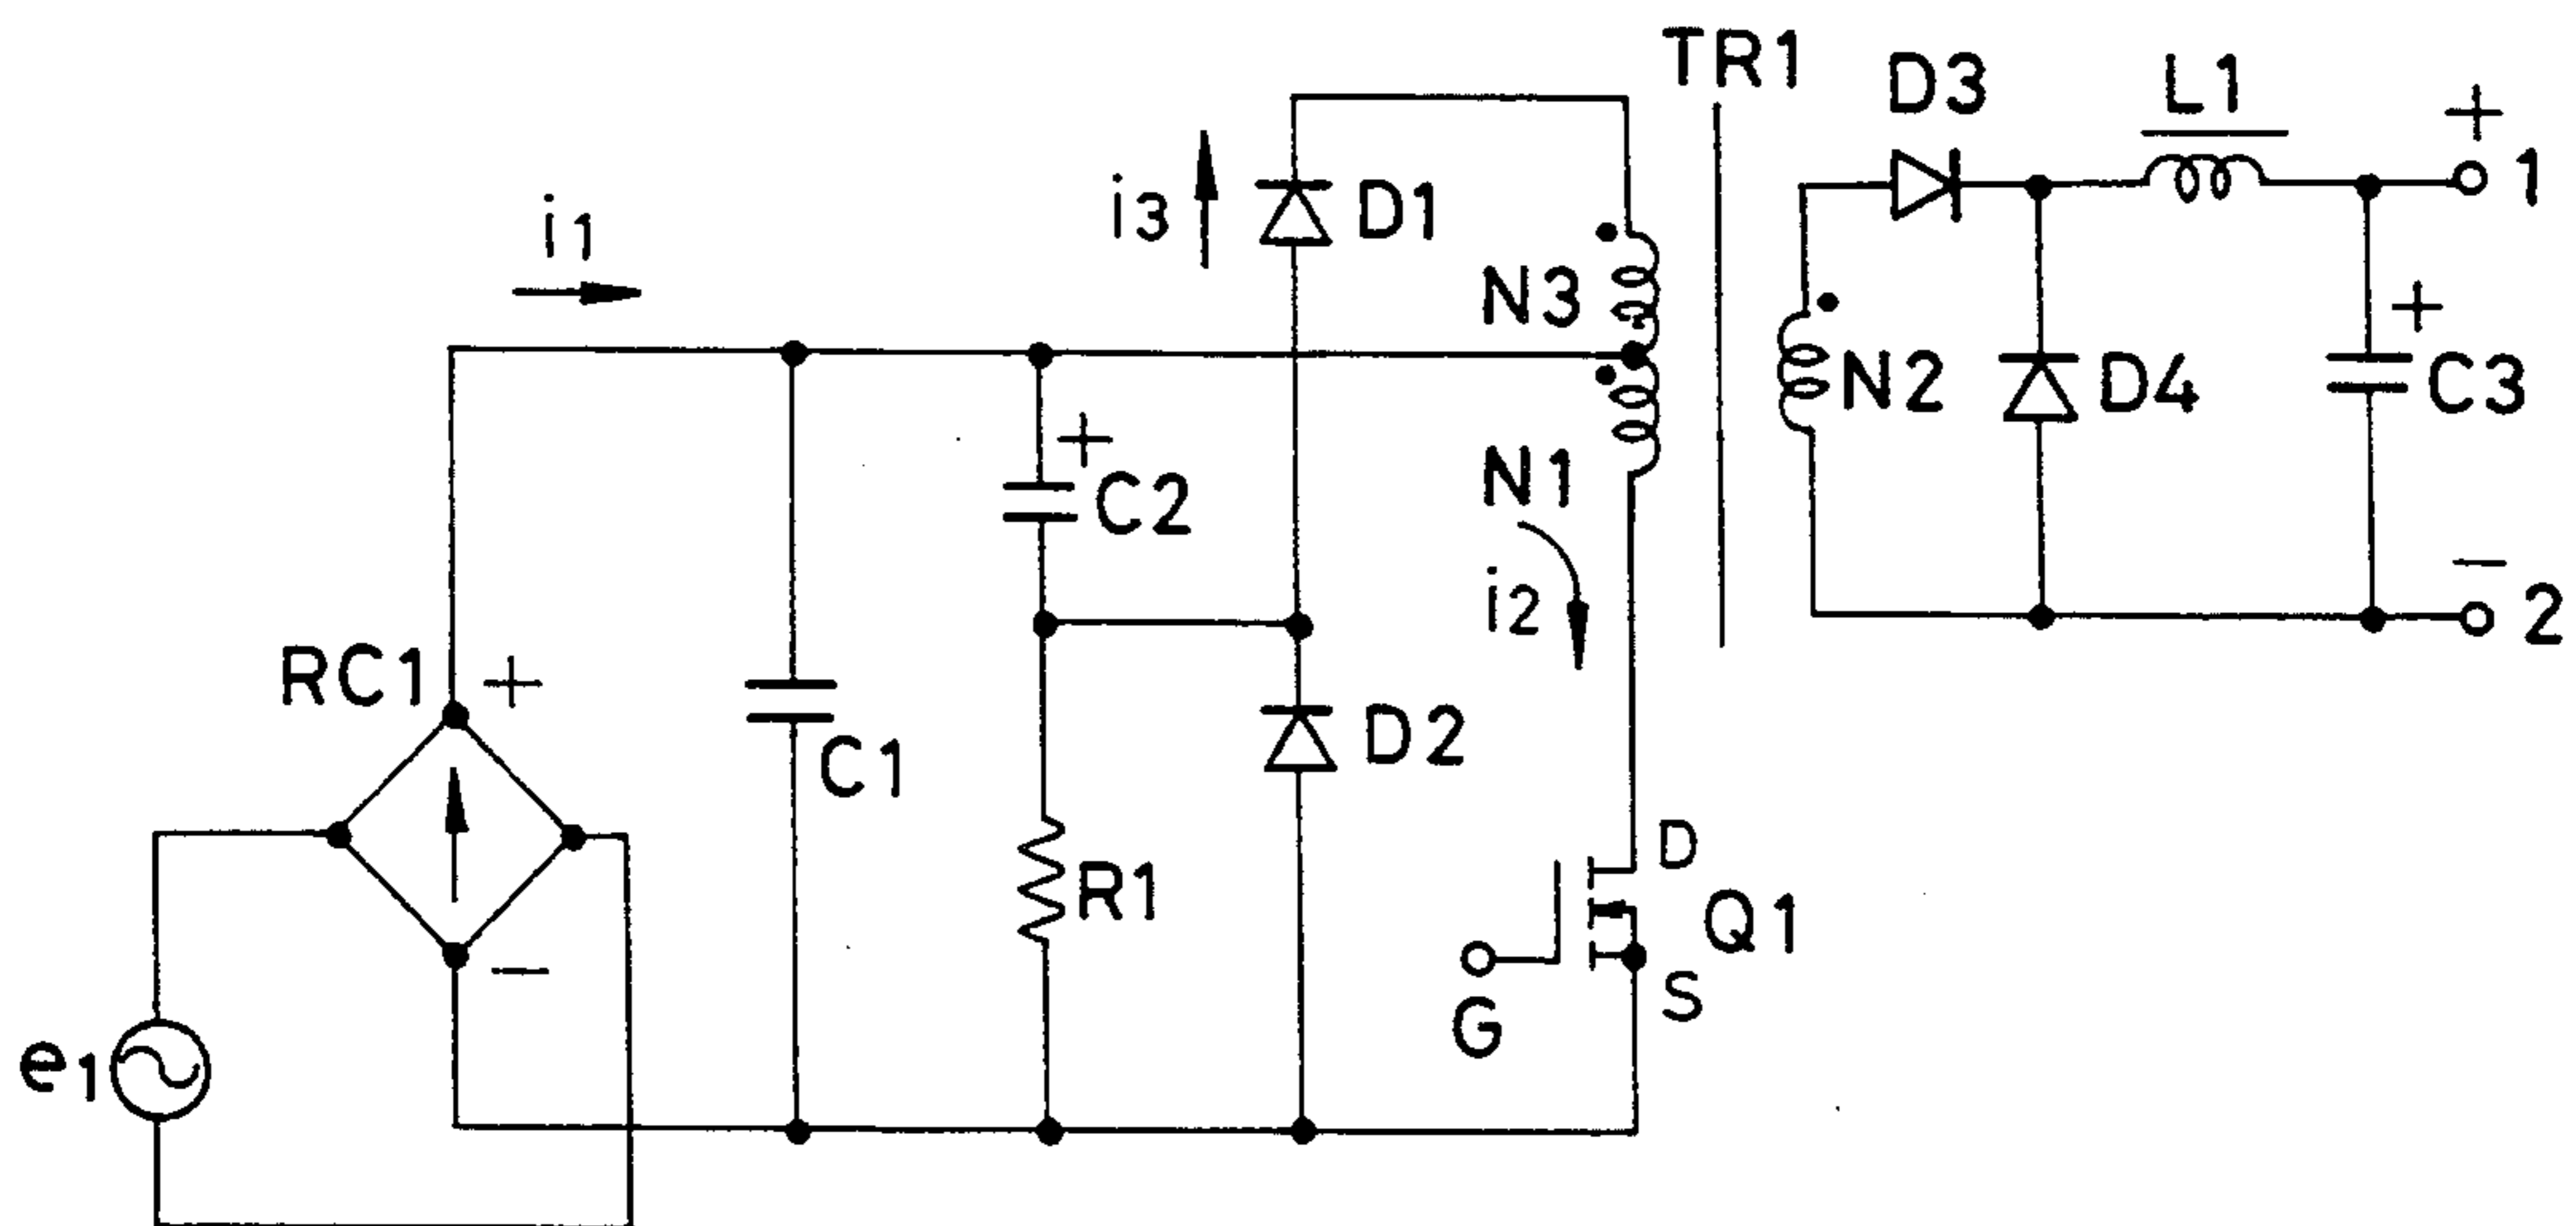 TR1
D3
L1
+
1
i3
D1
i1
N3
N2
D4
+
C3
+
C2
N1
i2
−
2
RC1
+
C1
D2
R1
D
Q1
−
G
S
e1